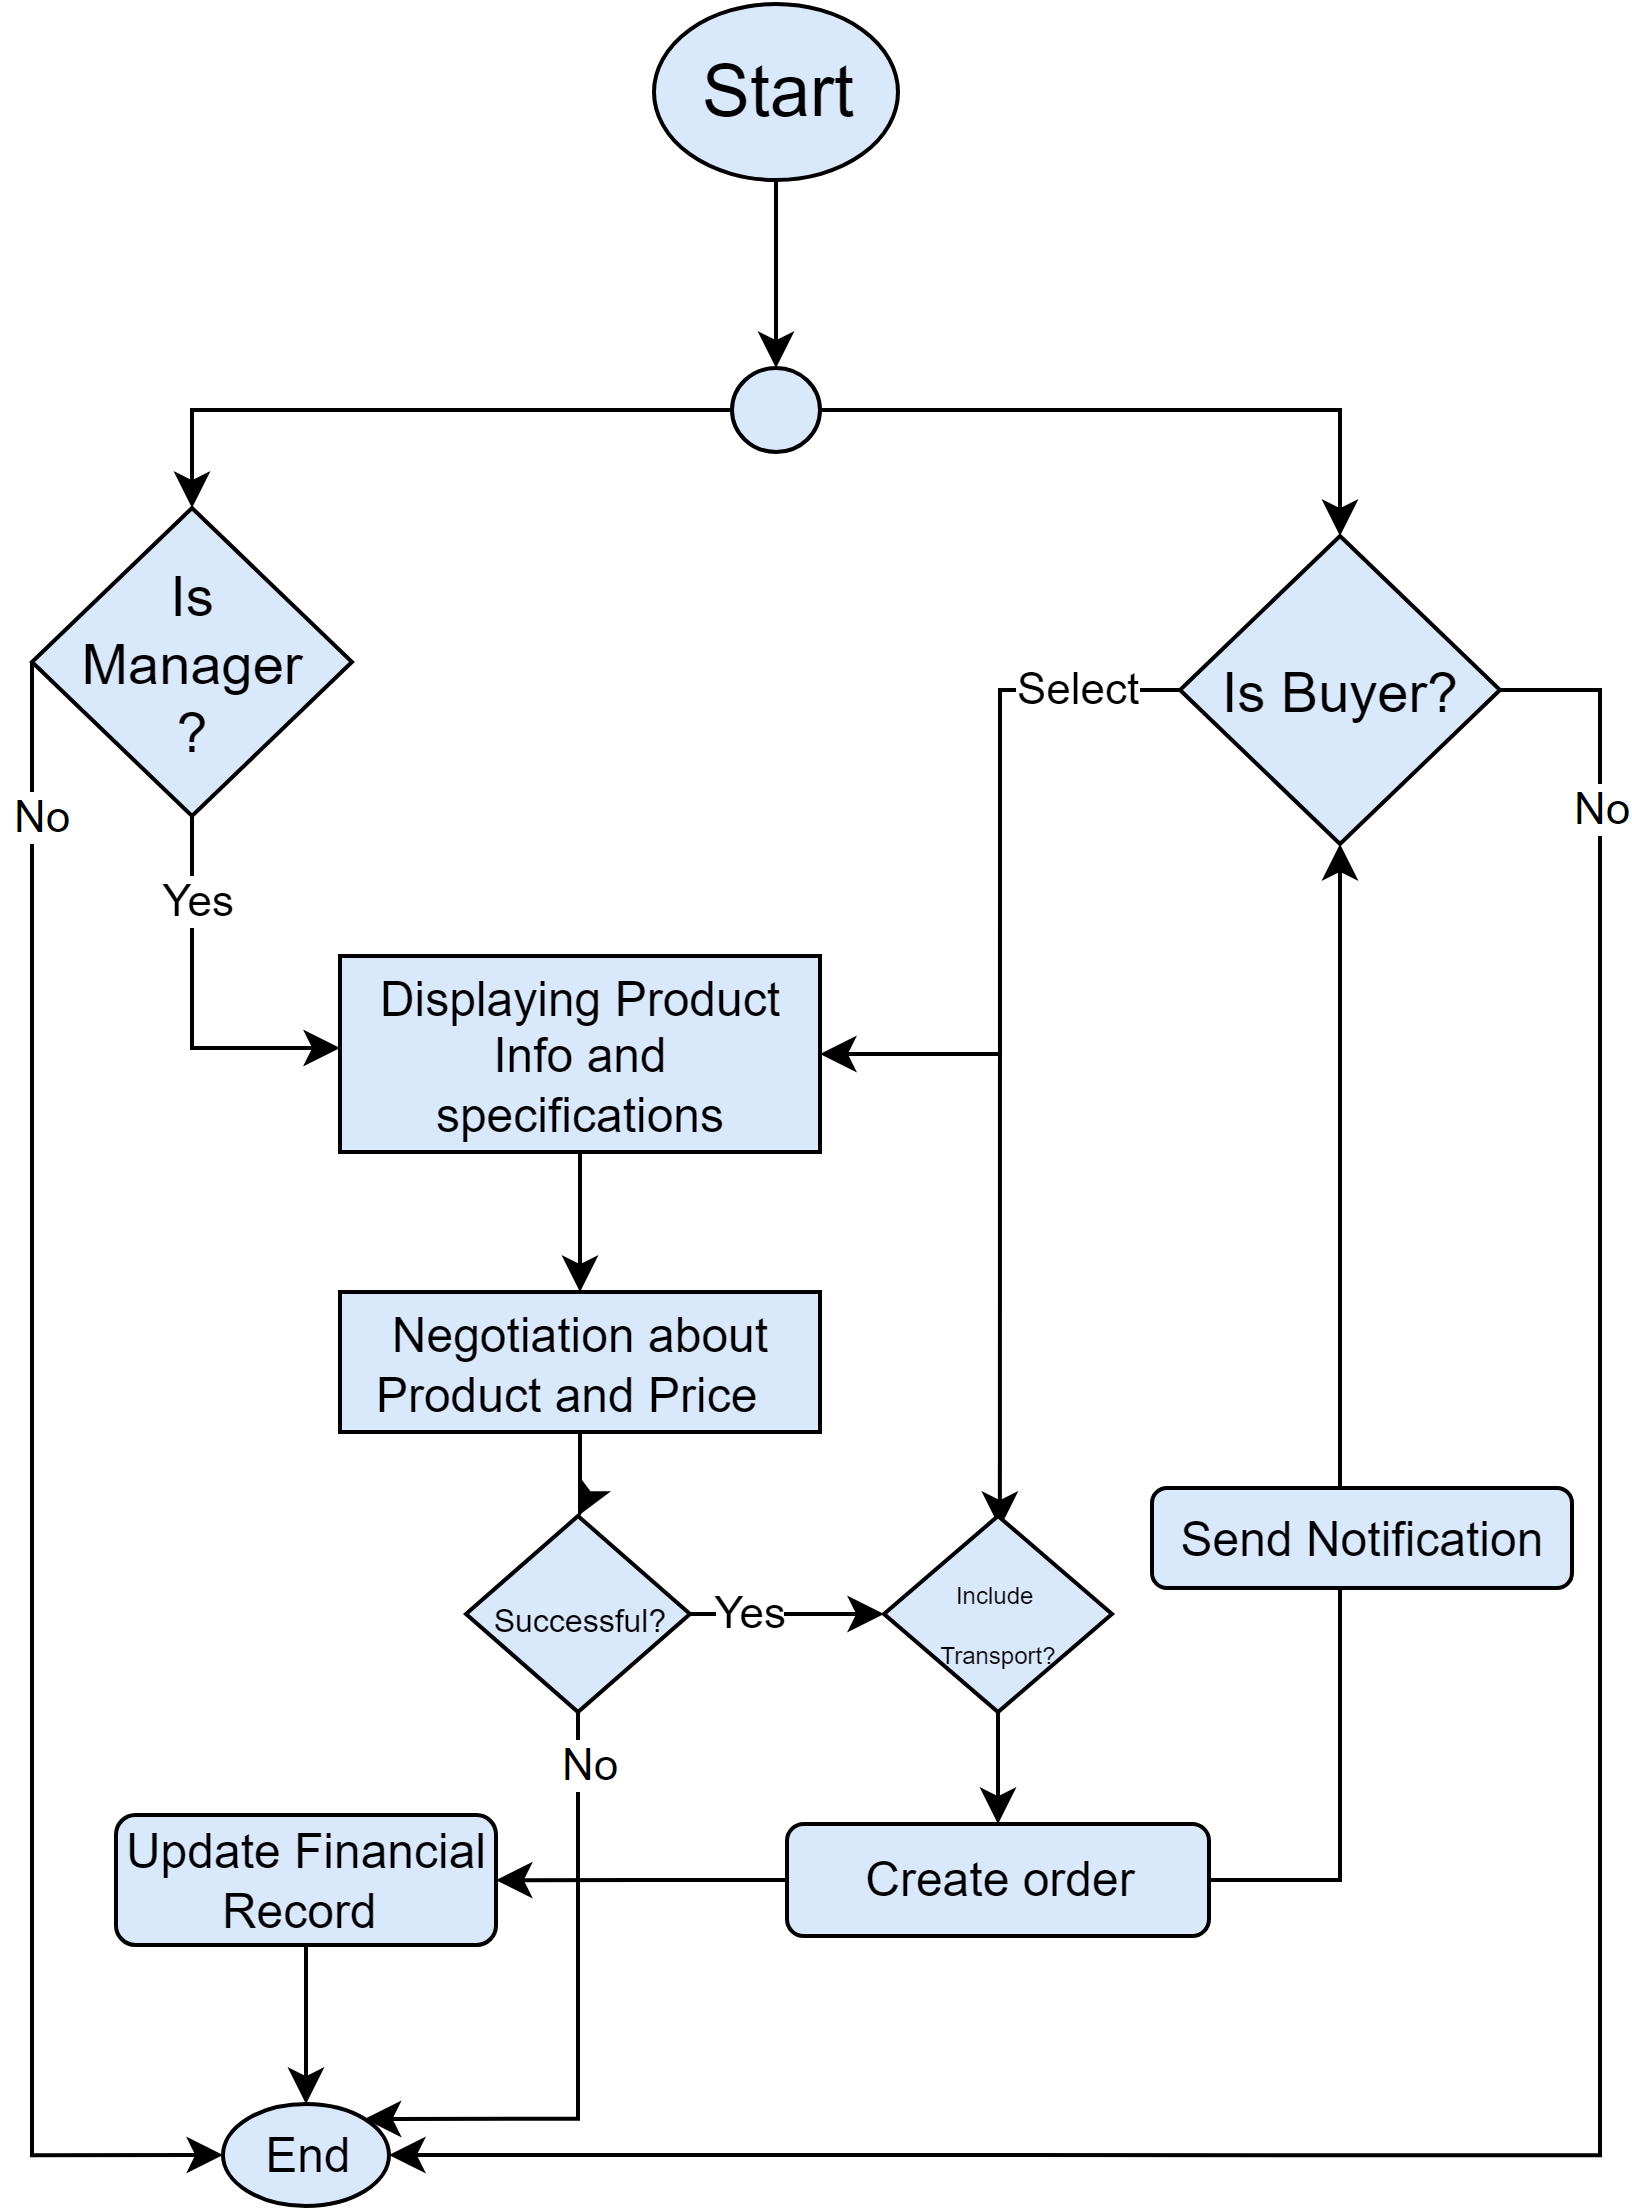 Start
Is
Manager
?
Select
Is Buyer?
No
No
Yes
Displaying Product
Info and
specifications
Negotiation about
Product and Price
Send Notification
Successful?
Yes
Include
Transport?
No
Update Financial
Record
Create order
End